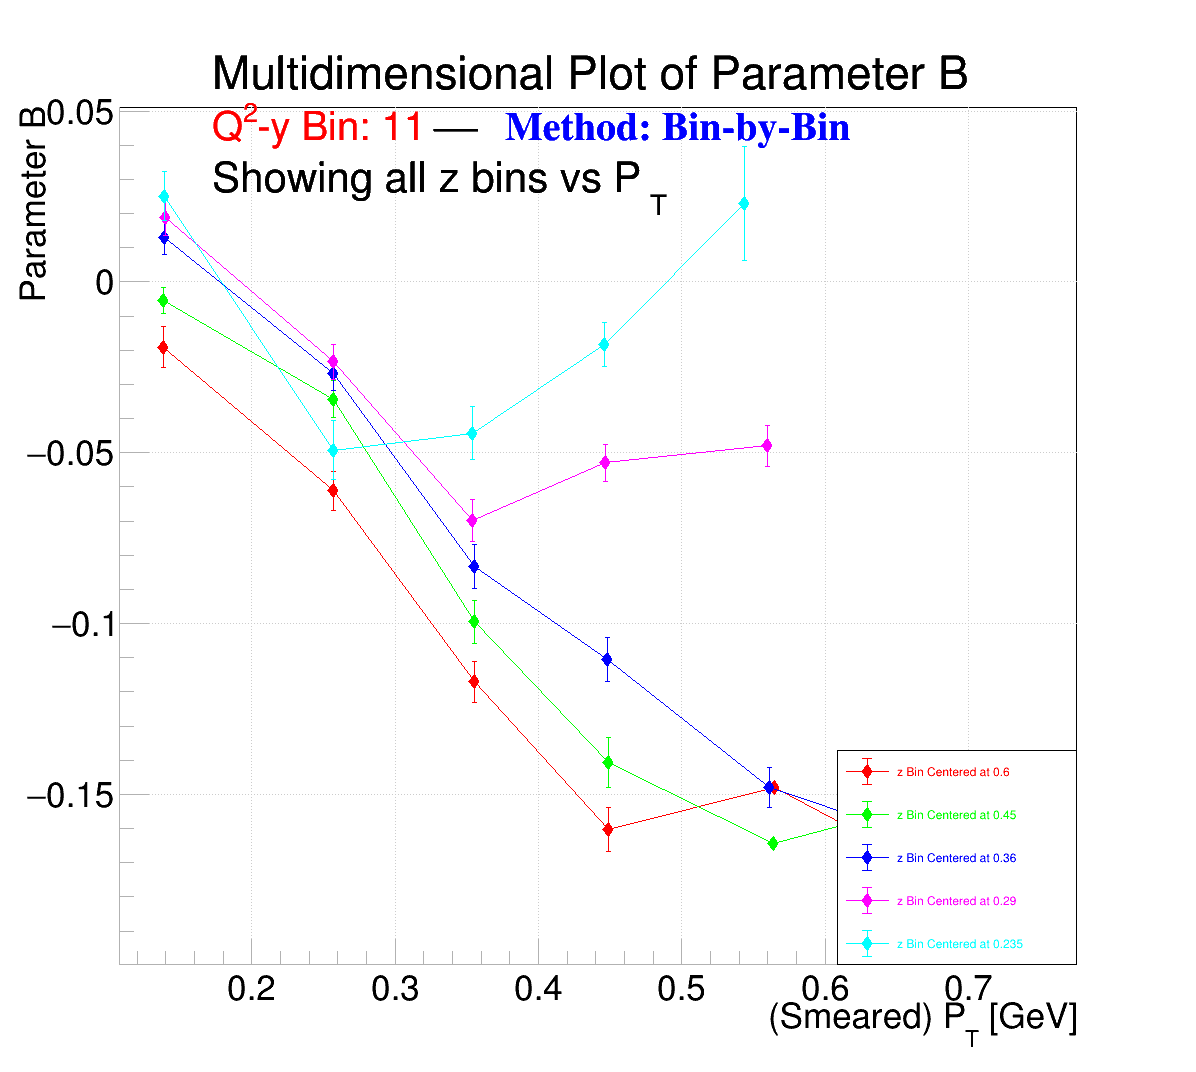 Multidimensional Plot of Parameter B
Q²-y Bin: 11 — Method: Bin-by-Bin
Showing all z bins vs P_T
Parameter B
0.05
0
−0.05
−0.1
−0.15
z Bin Centered at 0.6
z Bin Centered at 0.45
z Bin Centered at 0.36
z Bin Centered at 0.29
z Bin Centered at 0.235
0.2 0.3 0.4 0.5 0.6 0.7
(Smeared) P_T [GeV]